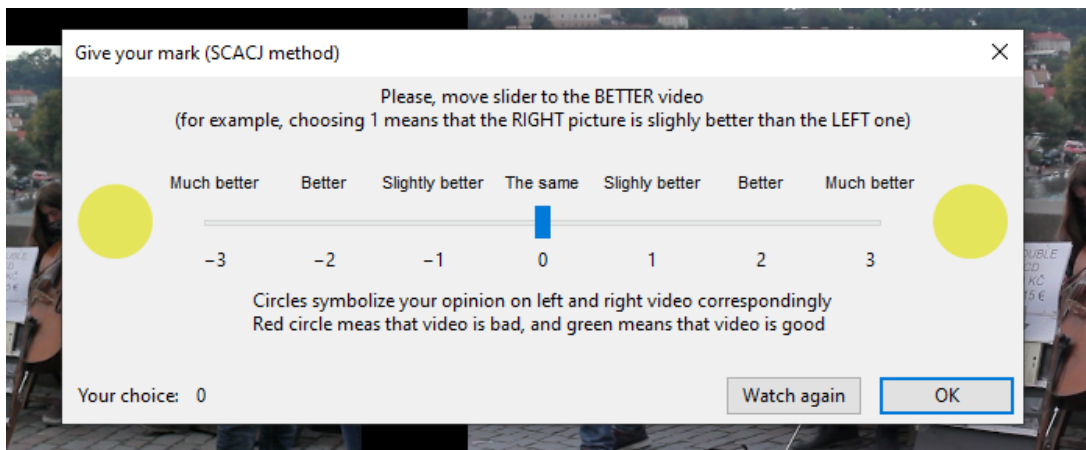 Give your mark (SCACJ method)
Please, move slider to the BETTER video
(for example, choosing 1 means that the RIGHT picture is slighly better than the LEFT one)
Much better Better Slightly better The same Slighly better Better Much better
−3 −2 −1 0 1 2 3
Circles symbolize your opinion on left and right video correspondingly
Red circle meas that video is bad, and green means that video is good
Your choice: 0
Watch again
OK
OUBLE
CD
KČ
15 €